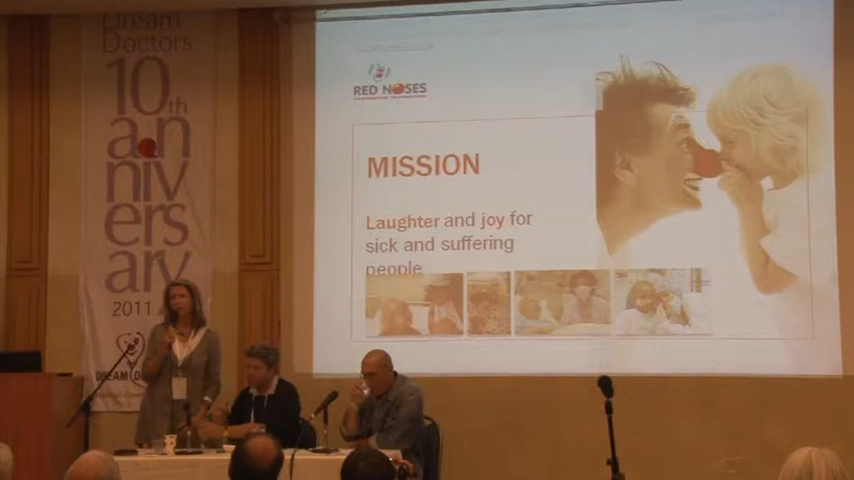 Dream
Doctors
10th
anniversary
2011
RED NOSES
MISSION
Laughter and joy for
sick and suffering
people